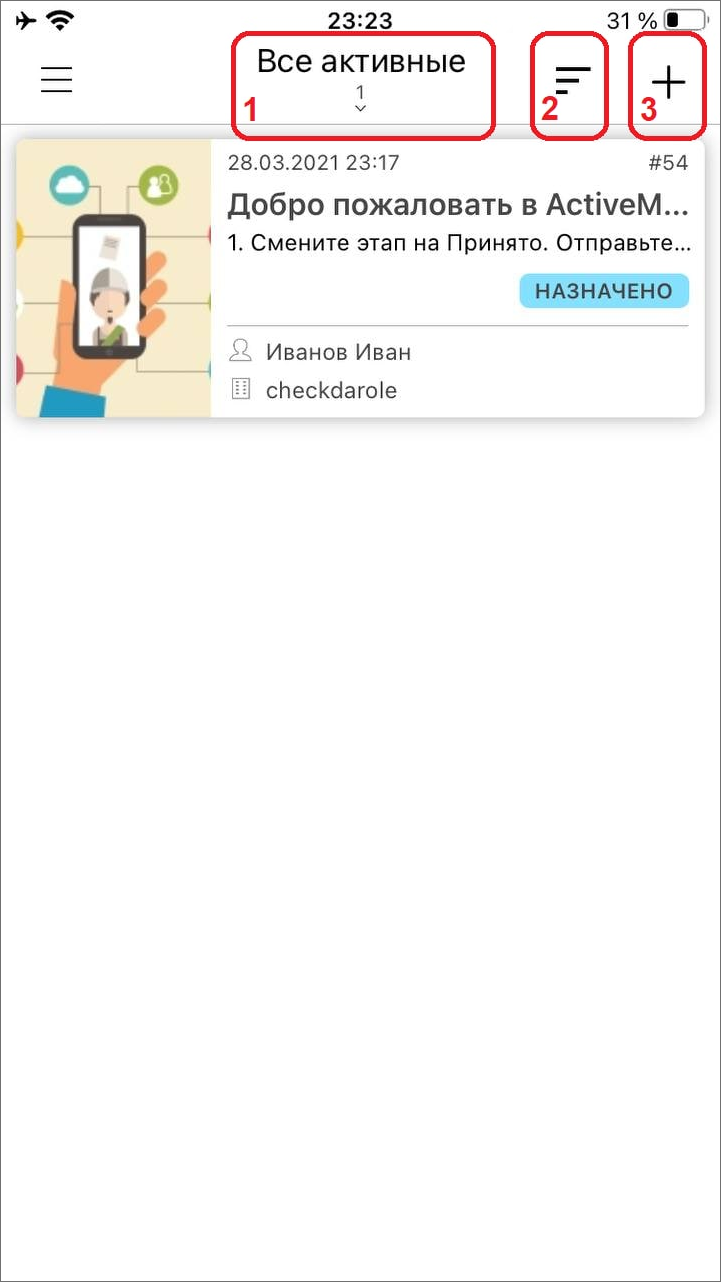 23:23
31 %
Все активные
1
1
2
3
28.03.2021 23:17
#54
Добро пожаловать в ActiveM...
1. Смените этап на Принято. Отправьте...
НАЗНАЧЕНО
Иванов Иван
checkdarole